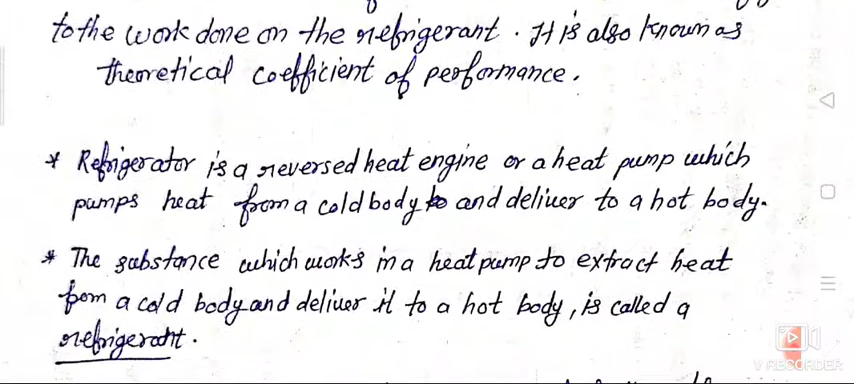 to the work done on the refrigerant. It is also known as
theoretical coefficient of performance.
* Refrigerator is a reversed heat engine or a heat pump which
pumps heat from a cold body and deliver to a hot body.
* The substance which works in a heat pump to extract heat
from a cold body and deliver it to a hot body, is called a
refrigerant.
V RECORDER